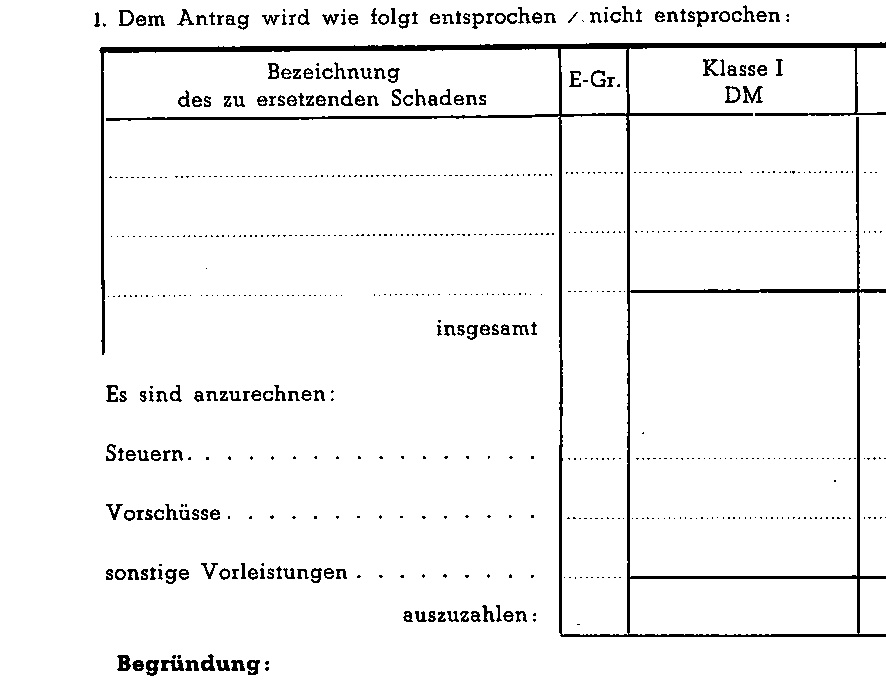 1. Dem Antrag wird wie folgt entsprochen / nicht entsprochen:
Bezeichnung
des zu ersetzenden Schadens
E-Gr.
Klasse I
DM
insgesamt
Es sind anzurechnen:
Steuern. . . . . . . . . . . . . . . . .
Vorschüsse . . . . . . . . . . . . . . .
sonstige Vorleistungen . . . . . . . . .
auszuzahlen:
Begründung: